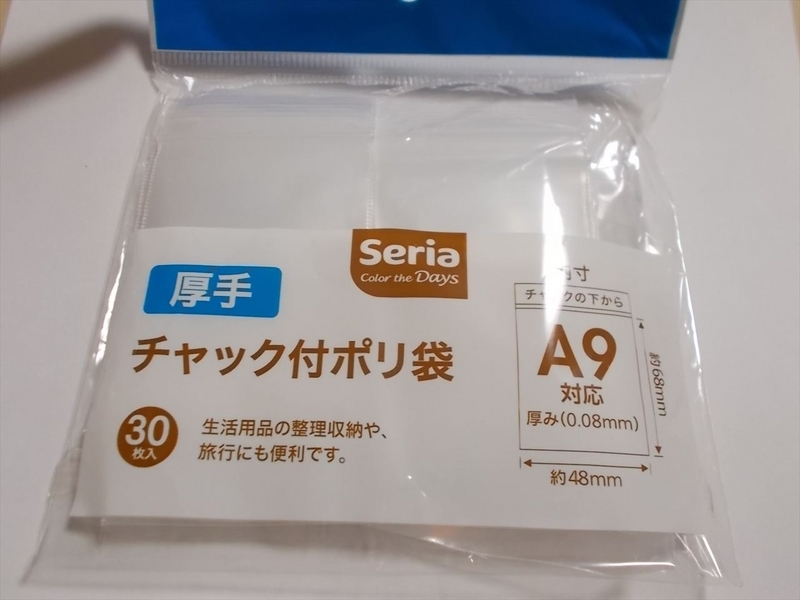 Seria
Color the Days
厚手
チャック付ポリ袋
30
枚入
生活用品の整理収納や、
旅行にも便利です。
寸
チャックの下から
A9
対応
厚み(0.08mm)
約68mm
約48mm